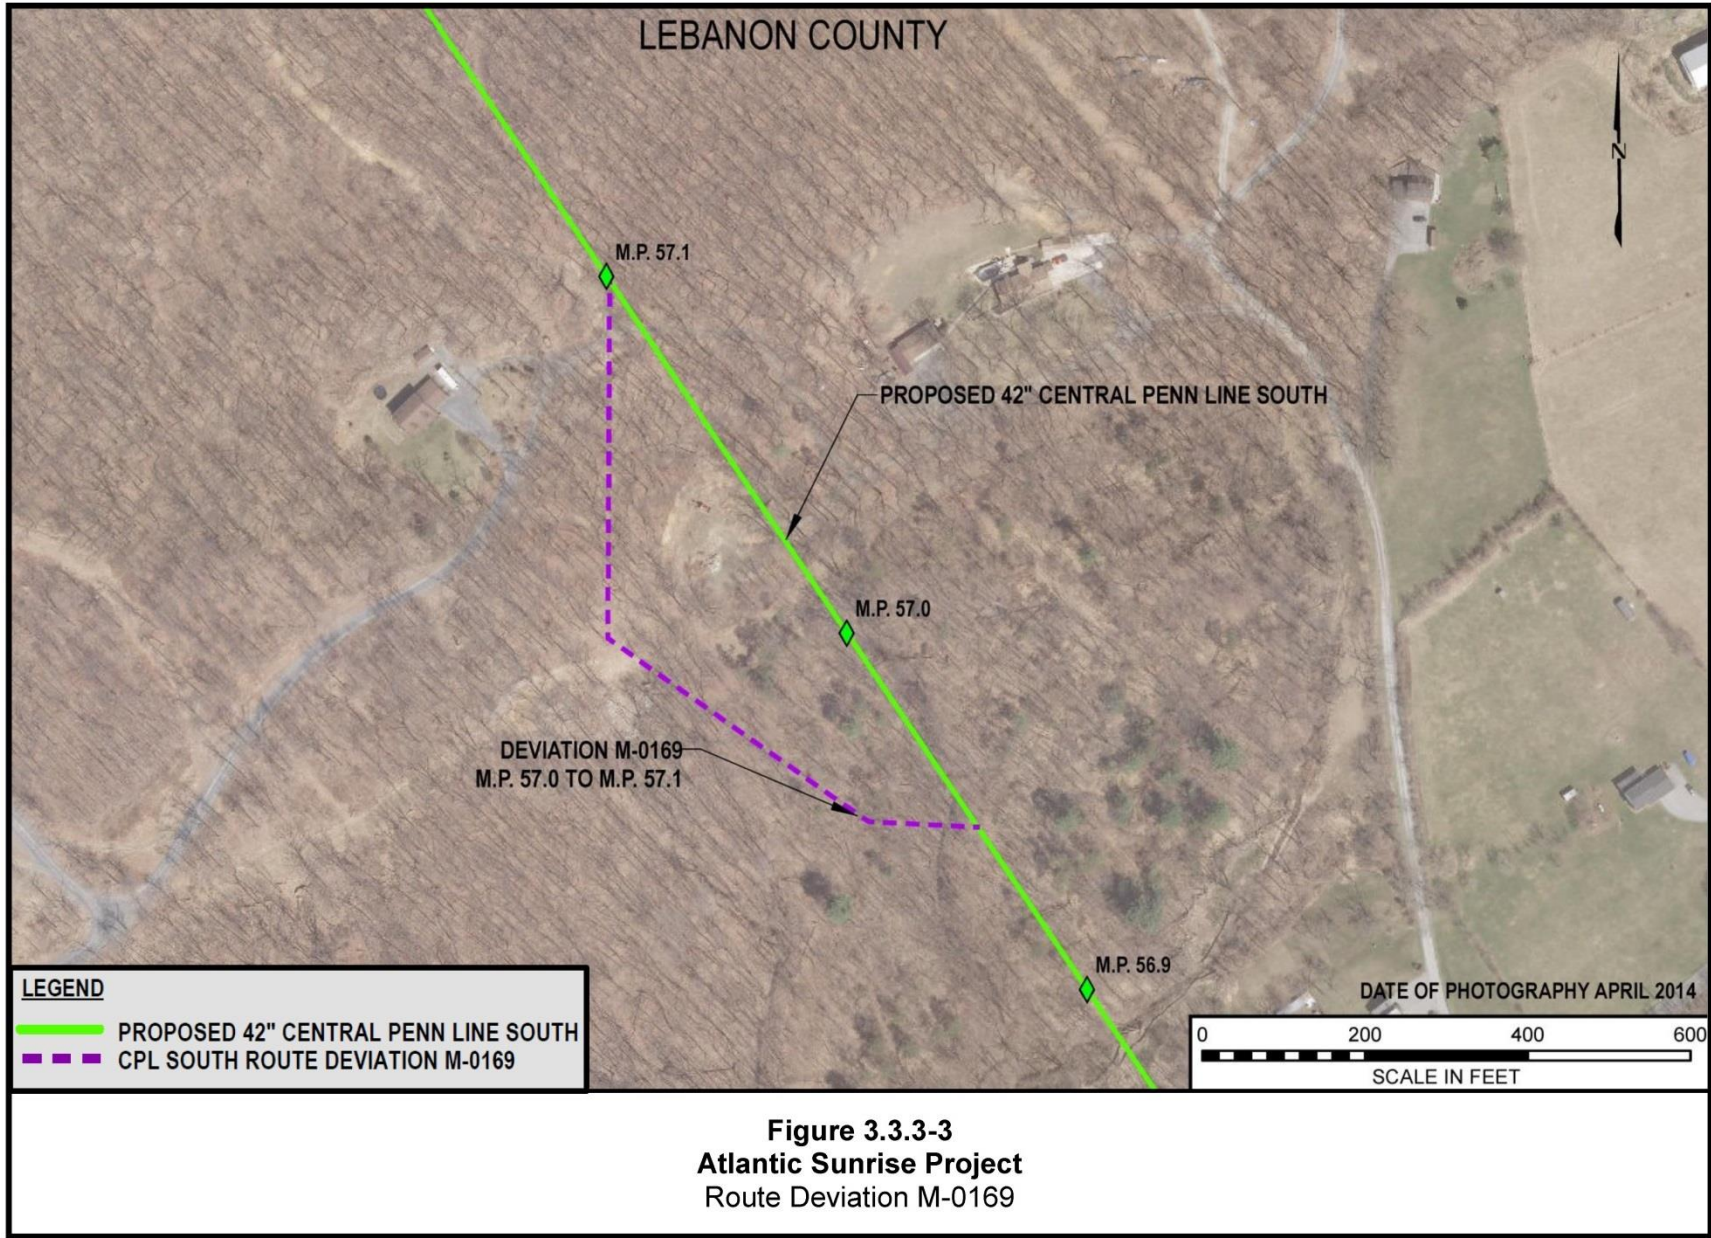 LEBANON COUNTY
N
M.P. 57.1
PROPOSED 42" CENTRAL PENN LINE SOUTH
M.P. 57.0
DEVIATION M-0169
M.P. 57.0 TO M.P. 57.1
M.P. 56.9
DATE OF PHOTOGRAPHY APRIL 2014
LEGEND
PROPOSED 42" CENTRAL PENN LINE SOUTH
CPL SOUTH ROUTE DEVIATION M-0169
0 200 400 600
SCALE IN FEET
Figure 3.3.3-3
Atlantic Sunrise Project
Route Deviation M-0169